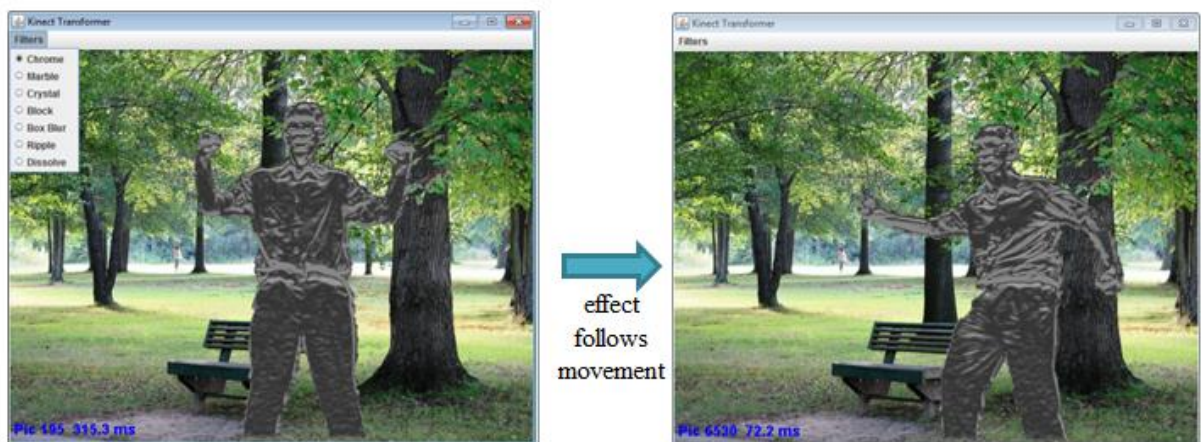 Kinect Transformer
Filters
Chrome
Marble
Crystal
Block
Box Blur
Ripple
Dissolve
Pic 195 315.3 ms
effect
follows
movement
Kinect Transformer
Filters
Pic 6530 72.2 ms